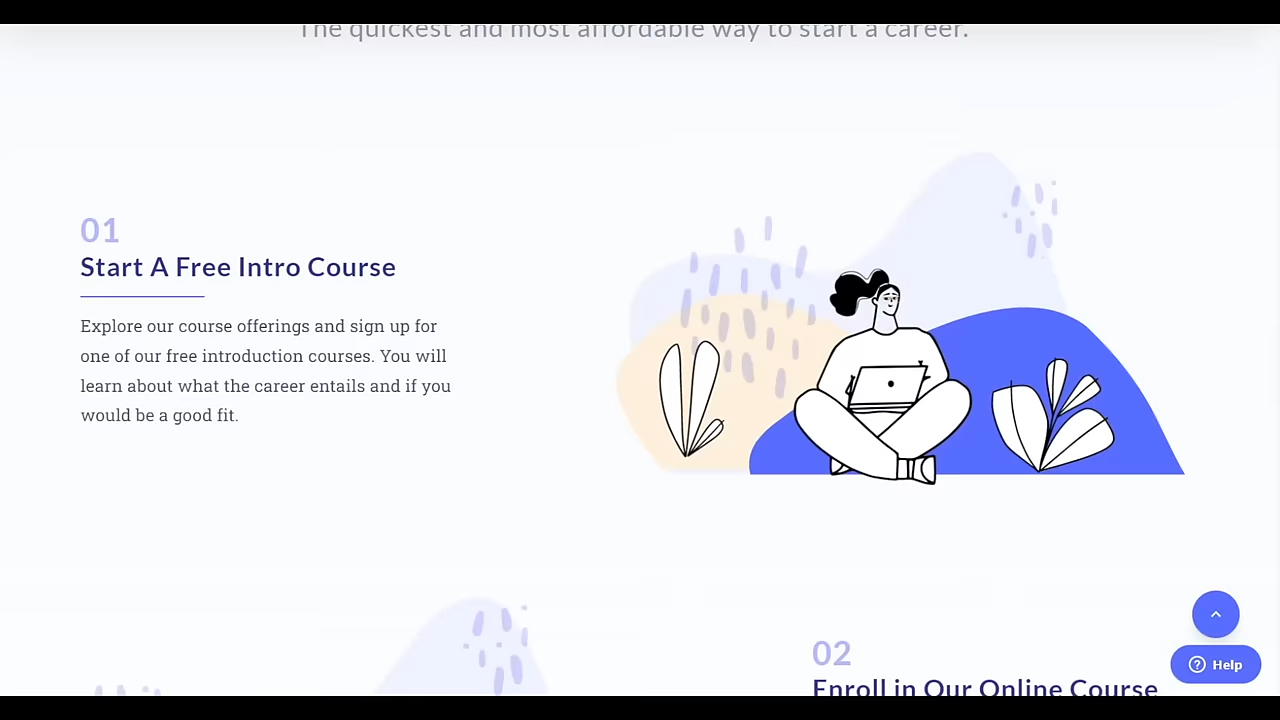 The quickest and most affordable way to start a career.
01
Start A Free Intro Course
Explore our course offerings and sign up for
one of our free introduction courses. You will
learn about what the career entails and if you
would be a good fit.
02
Enroll in Our Online Course
Help